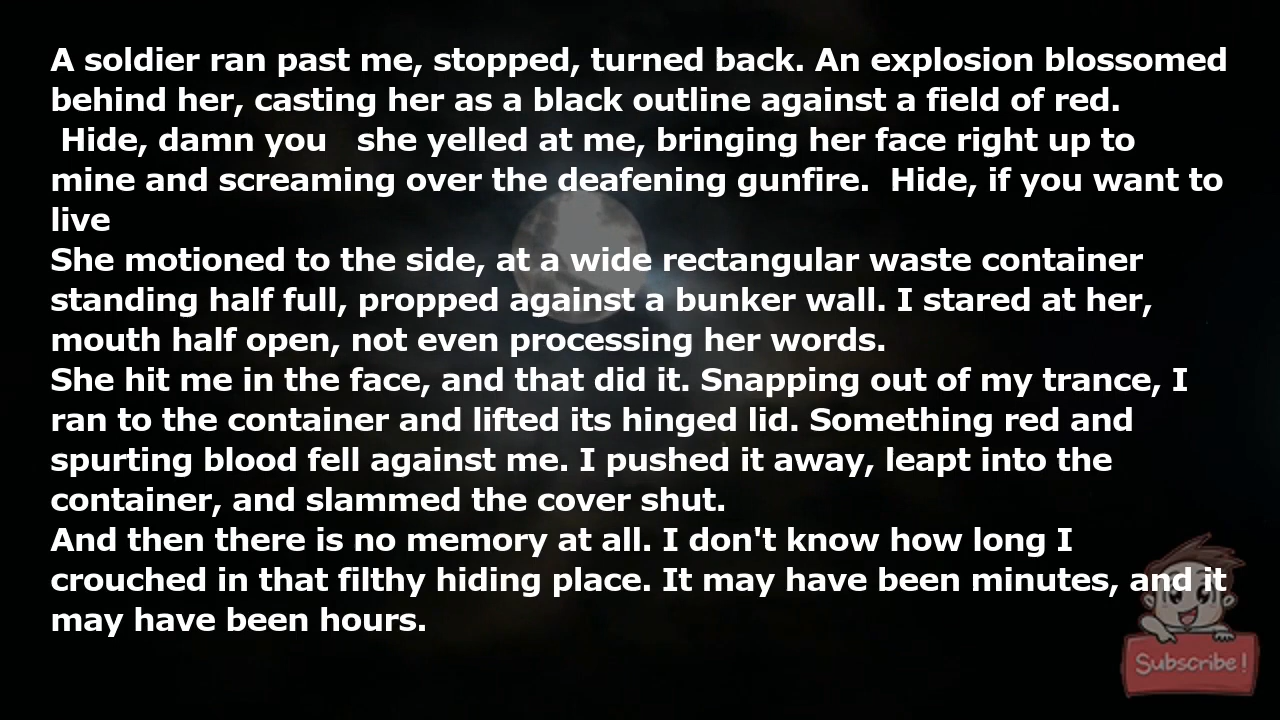 A soldier ran past me, stopped, turned back. An explosion blossomed
behind her, casting her as a black outline against a field of red.
Hide, damn you   she yelled at me, bringing her face right up to
mine and screaming over the deafening gunfire.  Hide, if you want to
live
She motioned to the side, at a wide rectangular waste container
standing half full, propped against a bunker wall. I stared at her,
mouth half open, not even processing her words.
She hit me in the face, and that did it. Snapping out of my trance, I
ran to the container and lifted its hinged lid. Something red and
spurting blood fell against me. I pushed it away, leapt into the
container, and slammed the cover shut.
And then there is no memory at all. I don't know how long I
crouched in that filthy hiding place. It may have been minutes, and it
may have been hours.
Subscribe!